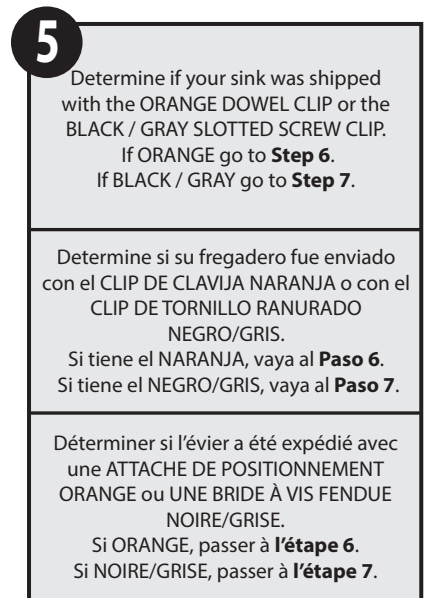 5
Determine if your sink was shipped
with the ORANGE DOWEL CLIP or the
BLACK / GRAY SLOTTED SCREW CLIP.
If ORANGE go to Step 6.
If BLACK / GRAY go to Step 7.
Determine si su fregadero fue enviado
con el CLIP DE CLAVIJA NARANJA o con el
CLIP DE TORNILLO RANURADO
NEGRO/GRIS.
Si tiene el NARANJA, vaya al Paso 6.
Si tiene el NEGRO/GRIS, vaya al Paso 7.
Déterminer si l’évier a été expédié avec
une ATTACHE DE POSITIONNEMENT
ORANGE ou UNE BRIDE À VIS FENDUE
NOIRE/GRISE.
Si ORANGE, passer à l’étape 6.
Si NOIRE/GRISE, passer à l’étape 7.